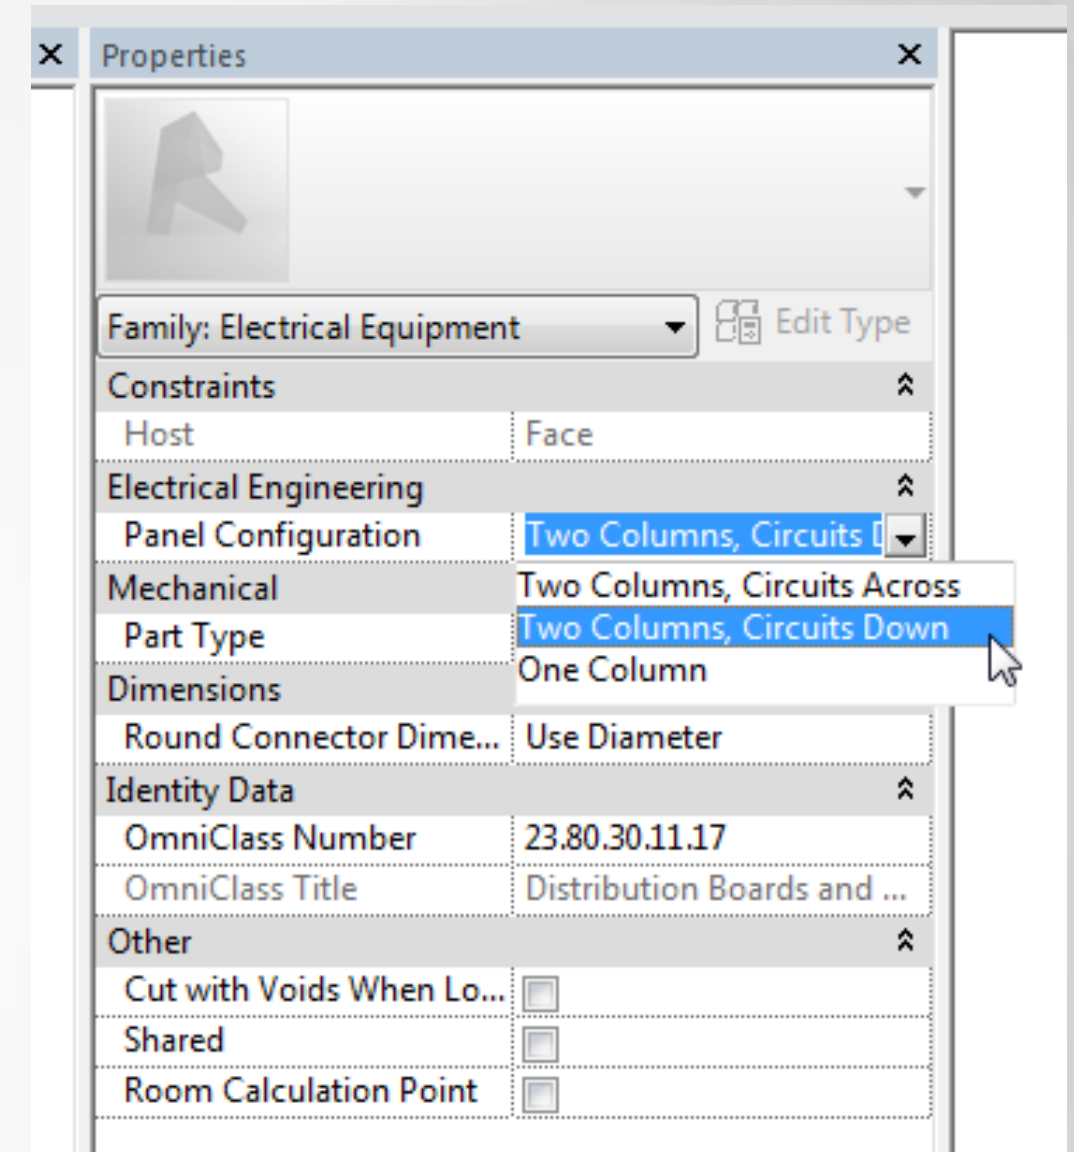 Properties
Family: Electrical Equipment
Edit Type
Constraints
Host Face
Electrical Engineering
Panel Configuration Two Columns, Circuits D
Mechanical Two Columns, Circuits Across
Part Type Two Columns, Circuits Down
One Column
Dimensions
Round Connector Dime... Use Diameter
Identity Data
OmniClass Number 23.80.30.11.17
OmniClass Title Distribution Boards and ...
Other
Cut with Voids When Lo...
Shared
Room Calculation Point